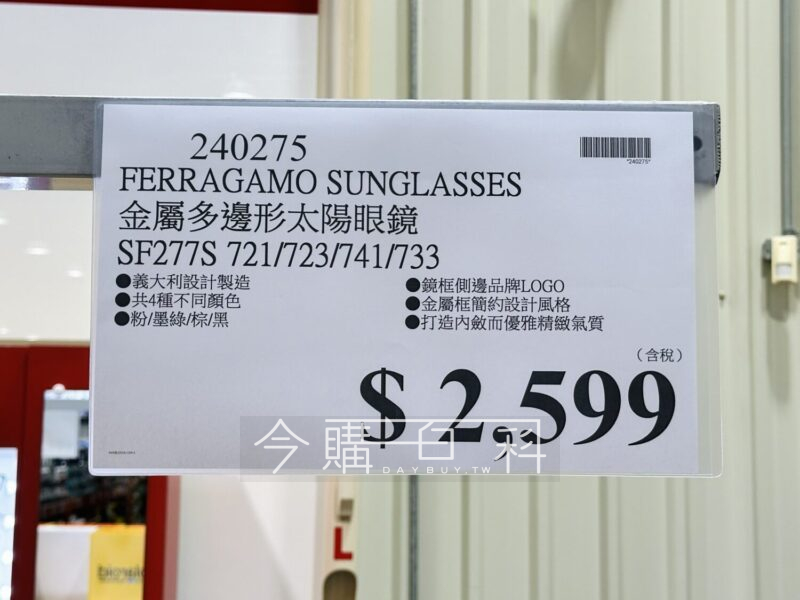 240275
*240275*
FERRAGAMO SUNGLASSES
金屬多邊形太陽眼鏡
SF277S 721/723/741/733
●義大利設計製造
●共4種不同顏色
●粉/墨綠/棕/黑
●鏡框側邊品牌LOGO
●金屬框簡約設計風格
●打造內斂而優雅精緻氣質
(含稅)
$ 2,599
今購百科
DAYBUY.TW
L